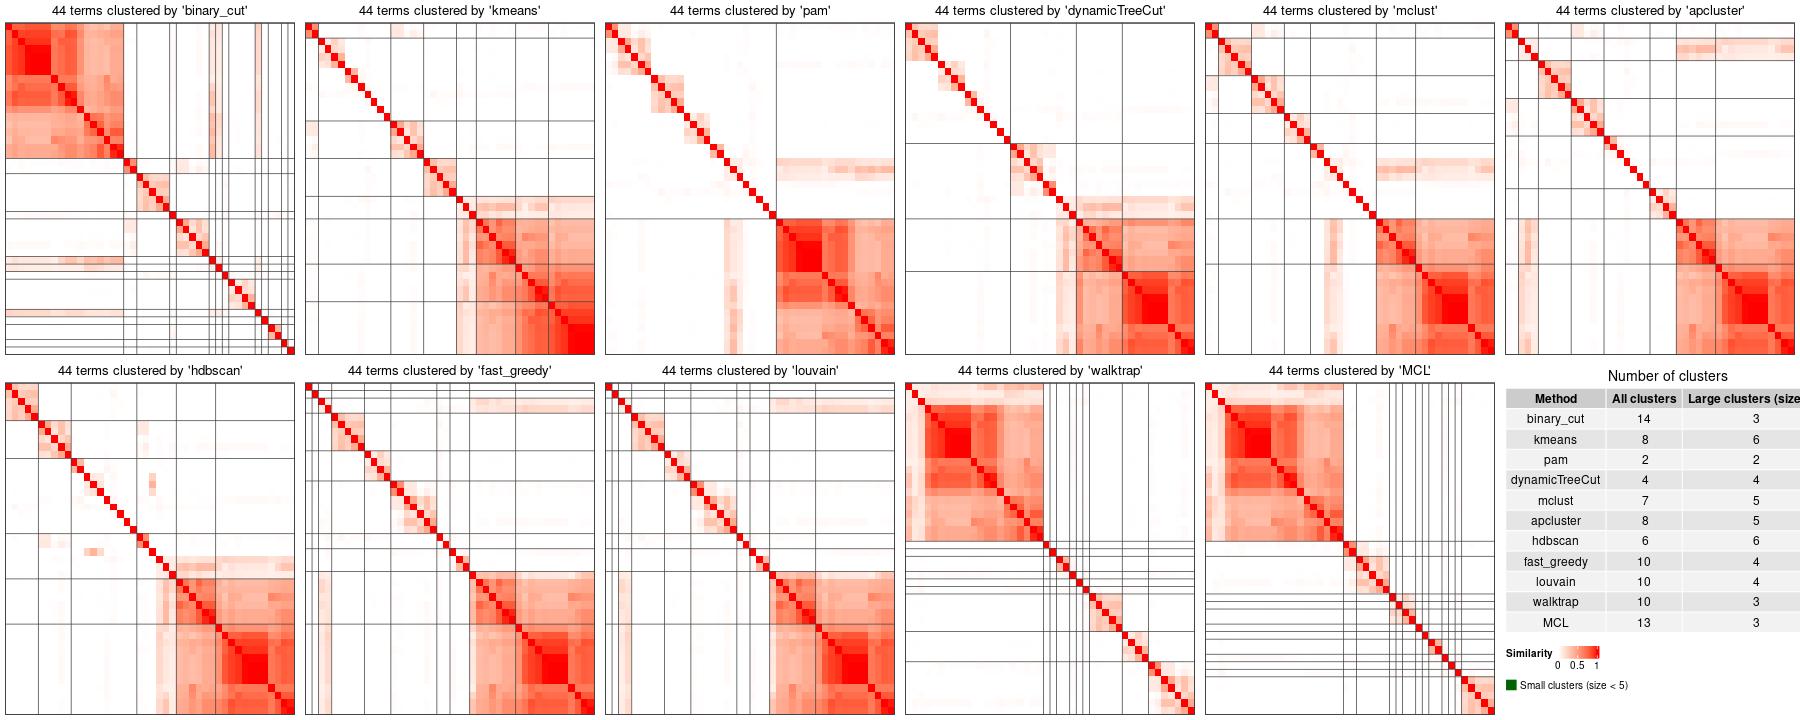 44 terms clustered by 'binary_cut'
44 terms clustered by 'kmeans'
44 terms clustered by 'pam'
44 terms clustered by 'dynamicTreeCut'
44 terms clustered by 'mclust'
44 terms clustered by 'apcluster'
44 terms clustered by 'hdbscan'
44 terms clustered by 'fast_greedy'
44 terms clustered by 'louvain'
44 terms clustered by 'walktrap'
44 terms clustered by 'MCL'
Number of clusters
Method All clusters Large clusters (size
binary_cut 14 3
kmeans 8 6
pam 2 2
dynamicTreeCut 4 4
mclust 7 5
apcluster 8 5
hdbscan 6 6
fast_greedy 10 4
louvain 10 4
walktrap 10 3
MCL 13 3
Similarity
0 0.5 1
Small clusters (size < 5)